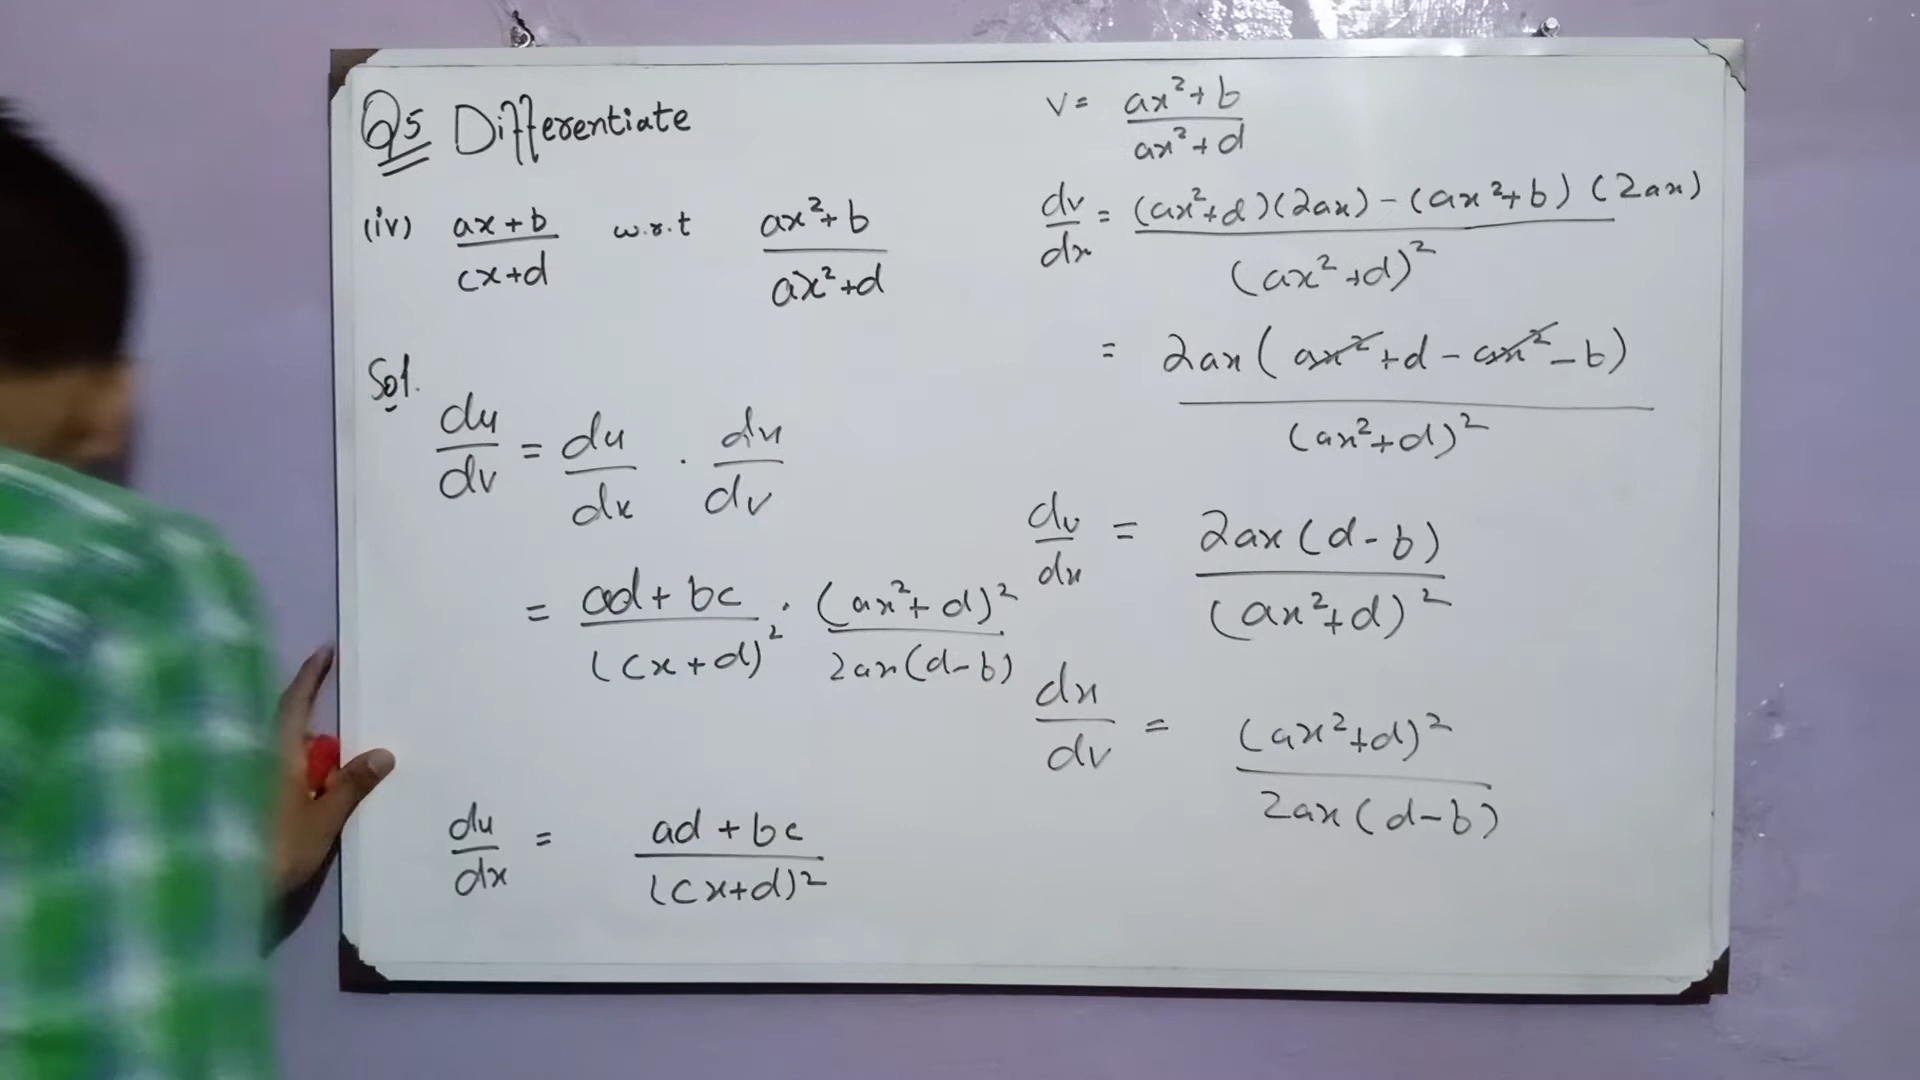 Q5 Differentiate
(iv) ax+b / cx+d w.r.t ax²+b / ax²+d
Sol.
du/dv = du/dx · dx/dv
= ad+bc / (cx+d)² · (ax²+d)² / 2ax(d-b)
du/dx = ad+bc / (cx+d)²
v = ax²+b / ax²+d
dv/dx = (ax²+d)(2ax) - (ax²+b)(2ax) / (ax²+d)²
= 2ax(ax²+d-ax²-b) / (ax²+d)²
dv/dx = 2ax(d-b) / (ax²+d)²
dx/dv = (ax²+d)² / 2ax(d-b)